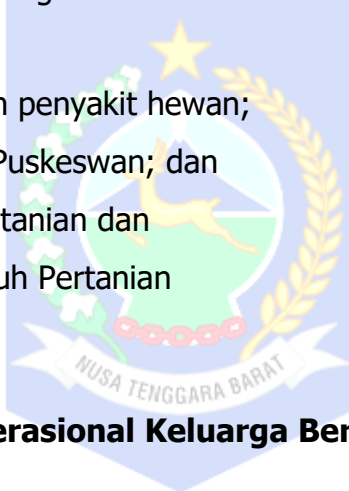 n penyakit hewan;
Puskeswan; dan
tanian dan
uh Pertanian
NUSA TENGGARA BARAT
erasional Keluarga Ber